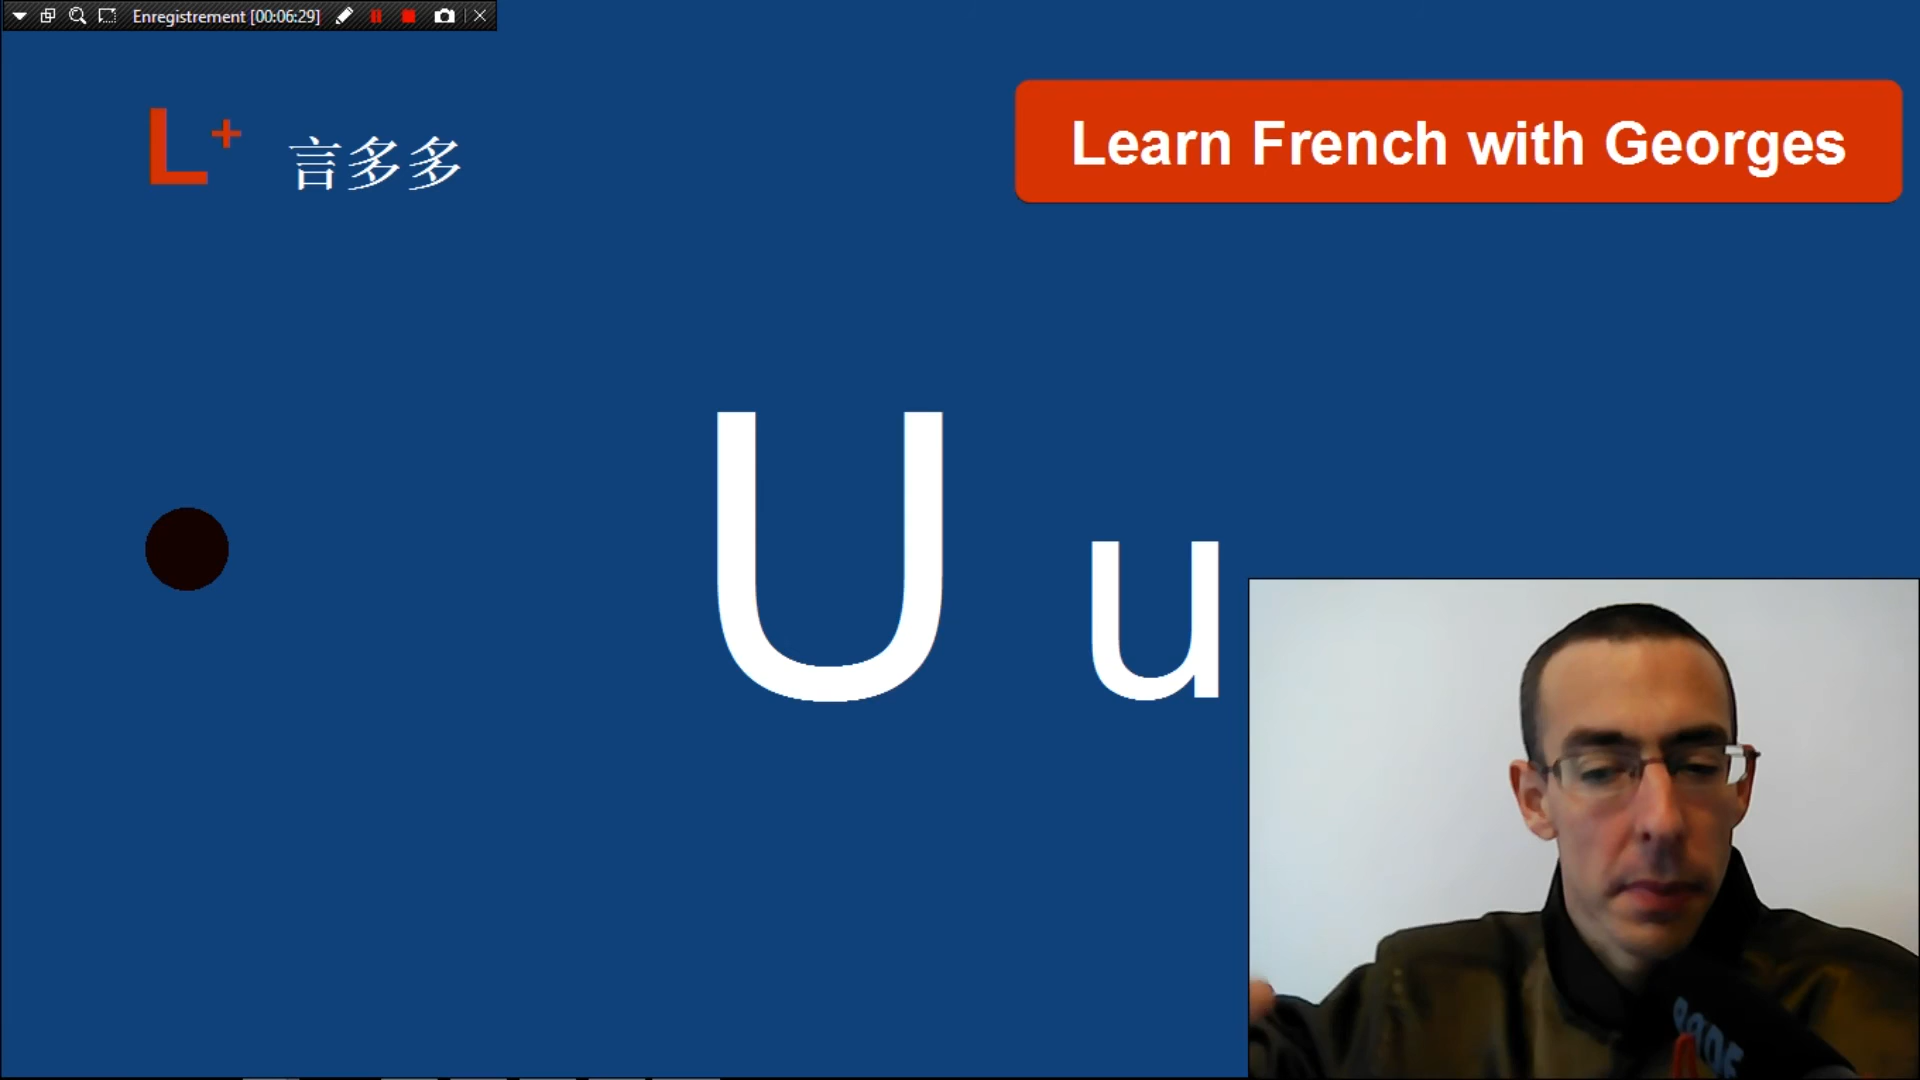 Enregistrement [00:06:29]
L+ 言多多
Learn French with Georges
U u